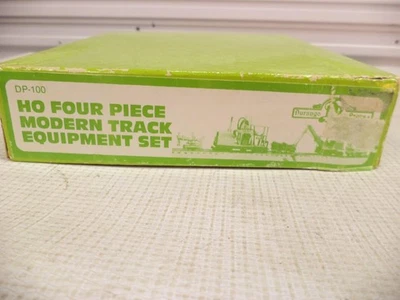 DP-100
HO FOUR PIECE
MODERN TRACK
EQUIPMENT SET